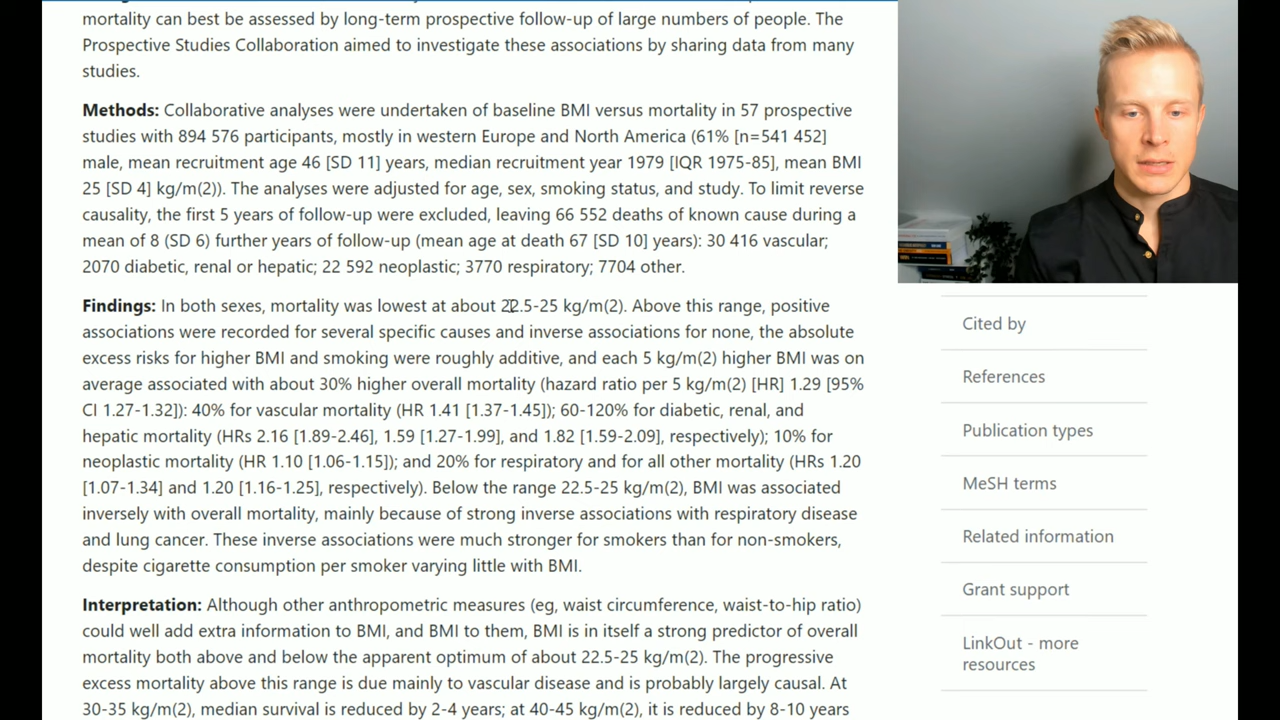 mortality can best be assessed by long-term prospective follow-up of large numbers of people. The
Prospective Studies Collaboration aimed to investigate these associations by sharing data from many
studies.
Methods: Collaborative analyses were undertaken of baseline BMI versus mortality in 57 prospective
studies with 894 576 participants, mostly in western Europe and North America (61% [n=541 452]
male, mean recruitment age 46 [SD 11] years, median recruitment year 1979 [IQR 1975-85], mean BMI
25 [SD 4] kg/m(2)). The analyses were adjusted for age, sex, smoking status, and study. To limit reverse
causality, the first 5 years of follow-up were excluded, leaving 66 552 deaths of known cause during a
mean of 8 (SD 6) further years of follow-up (mean age at death 67 [SD 10] years): 30 416 vascular;
2070 diabetic, renal or hepatic; 22 592 neoplastic; 3770 respiratory; 7704 other.
Findings: In both sexes, mortality was lowest at about 22.5-25 kg/m(2). Above this range, positive
associations were recorded for several specific causes and inverse associations for none, the absolute
excess risks for higher BMI and smoking were roughly additive, and each 5 kg/m(2) higher BMI was on
average associated with about 30% higher overall mortality (hazard ratio per 5 kg/m(2) [HR] 1.29 [95%
CI 1.27-1.32]): 40% for vascular mortality (HR 1.41 [1.37-1.45]); 60-120% for diabetic, renal, and
hepatic mortality (HRs 2.16 [1.89-2.46], 1.59 [1.27-1.99], and 1.82 [1.59-2.09], respectively); 10% for
neoplastic mortality (HR 1.10 [1.06-1.15]); and 20% for respiratory and for all other mortality (HRs 1.20
[1.07-1.34] and 1.20 [1.16-1.25], respectively). Below the range 22.5-25 kg/m(2), BMI was associated
inversely with overall mortality, mainly because of strong inverse associations with respiratory disease
and lung cancer. These inverse associations were much stronger for smokers than for non-smokers,
despite cigarette consumption per smoker varying little with BMI.
Interpretation: Although other anthropometric measures (eg, waist circumference, waist-to-hip ratio)
could well add extra information to BMI, and BMI to them, BMI is in itself a strong predictor of overall
mortality both above and below the apparent optimum of about 22.5-25 kg/m(2). The progressive
excess mortality above this range is due mainly to vascular disease and is probably largely causal. At
30-35 kg/m(2), median survival is reduced by 2-4 years; at 40-45 kg/m(2), it is reduced by 8-10 years
Cited by
References
Publication types
MeSH terms
Related information
Grant support
LinkOut - more
resources